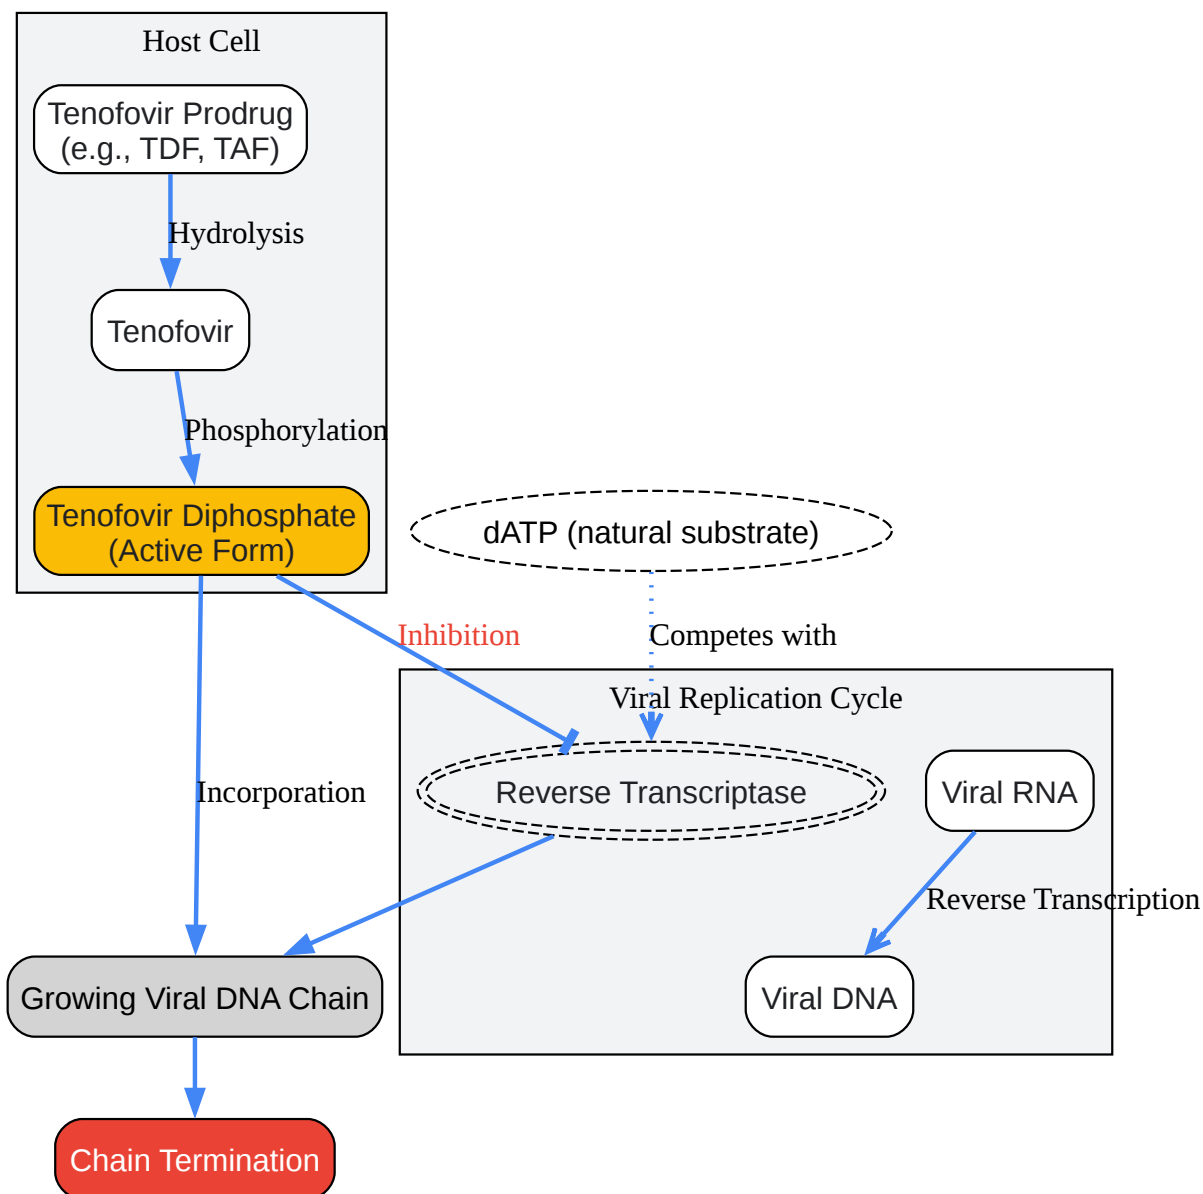 Host Cell
Tenofovir Prodrug
(e.g., TDF, TAF)
Hydrolysis
Tenofovir
Phosphorylation
Tenofovir Diphosphate
(Active Form)
dATP (natural substrate)
Inhibition
Competes with
Viral Replication Cycle
Incorporation
Reverse Transcriptase
Viral RNA
Reverse Transcription
Growing Viral DNA Chain
Viral DNA
Chain Termination